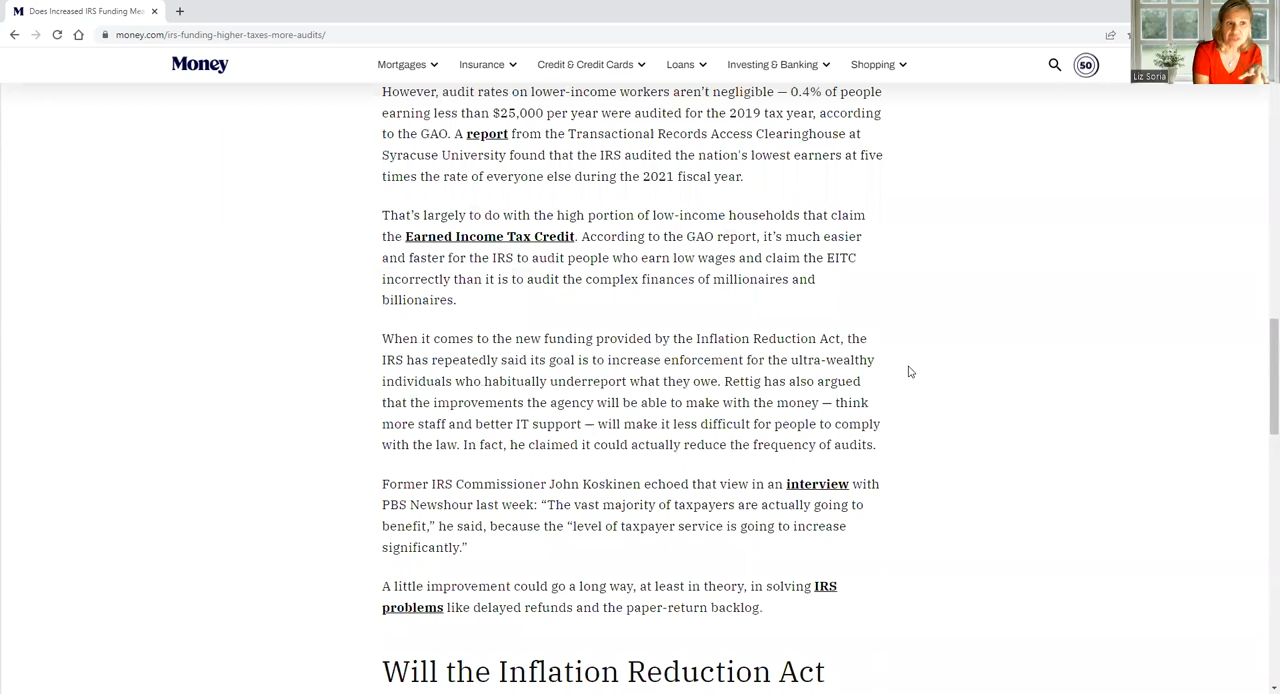 Does Increased IRS Funding Mea
money.com/irs-funding-higher-taxes-more-audits/
Liz Soria
Money
Mortgages
Insurance
Credit & Credit Cards
Loans
Investing & Banking
Shopping
50
However, audit rates on lower-income workers aren’t negligible — 0.4% of people
earning less than $25,000 per year were audited for the 2019 tax year, according
to the GAO. A report from the Transactional Records Access Clearinghouse at
Syracuse University found that the IRS audited the nation's lowest earners at five
times the rate of everyone else during the 2021 fiscal year.
That’s largely to do with the high portion of low-income households that claim
the Earned Income Tax Credit. According to the GAO report, it’s much easier
and faster for the IRS to audit people who earn low wages and claim the EITC
incorrectly than it is to audit the complex finances of millionaires and
billionaires.
When it comes to the new funding provided by the Inflation Reduction Act, the
IRS has repeatedly said its goal is to increase enforcement for the ultra-wealthy
individuals who habitually underreport what they owe. Rettig has also argued
that the improvements the agency will be able to make with the money — think
more staff and better IT support — will make it less difficult for people to comply
with the law. In fact, he claimed it could actually reduce the frequency of audits.
Former IRS Commissioner John Koskinen echoed that view in an interview with
PBS Newshour last week: “The vast majority of taxpayers are actually going to
benefit,” he said, because the “level of taxpayer service is going to increase
significantly.”
A little improvement could go a long way, at least in theory, in solving IRS
problems like delayed refunds and the paper-return backlog.
Will the Inflation Reduction Act